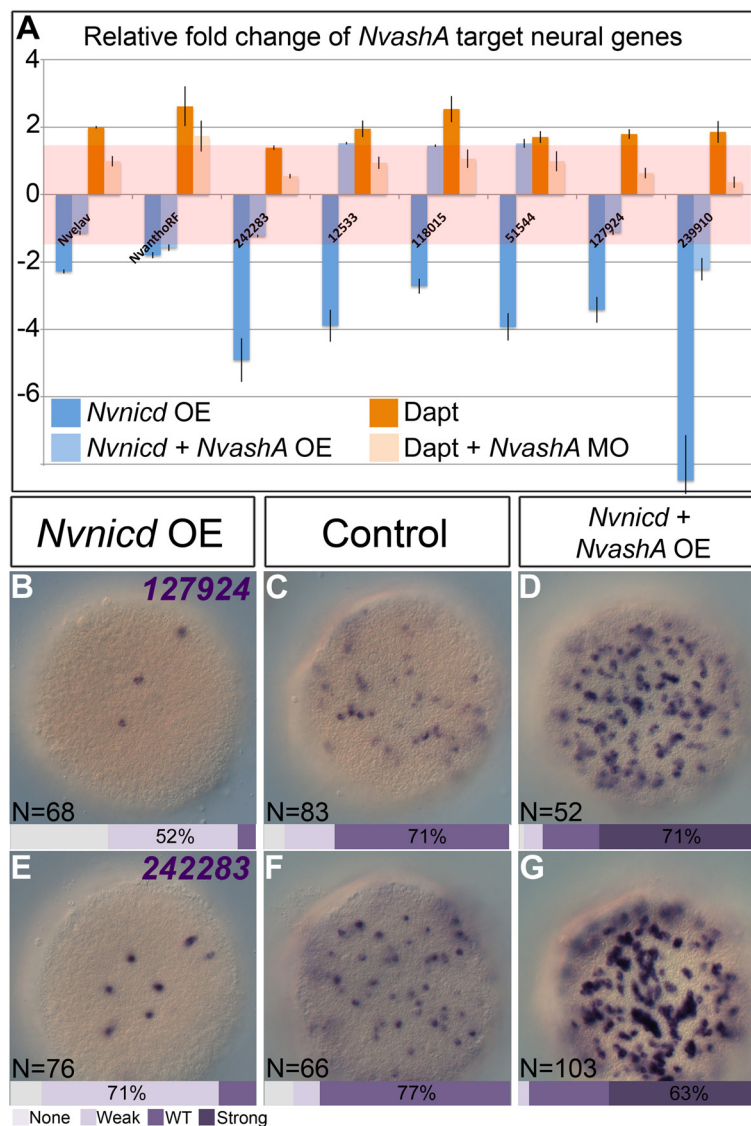 A Relative fold change of NvashA target neural genes
4
2
0
-2
-4
-6
Nvelav
NvanthoRF
242283
12533
118015
51544
127924
239910
Nvnicd OE
Dapt
Nvnicd + NvashA OE
Dapt + NvashA MO
Nvnicd OE
Control
Nvnicd +
NvashA OE
B 127924
C
D
N=68
N=83
N=52
52%
71%
71%
E 242283
F
G
N=76
N=66
N=103
71%
77%
63%
None Weak WT Strong